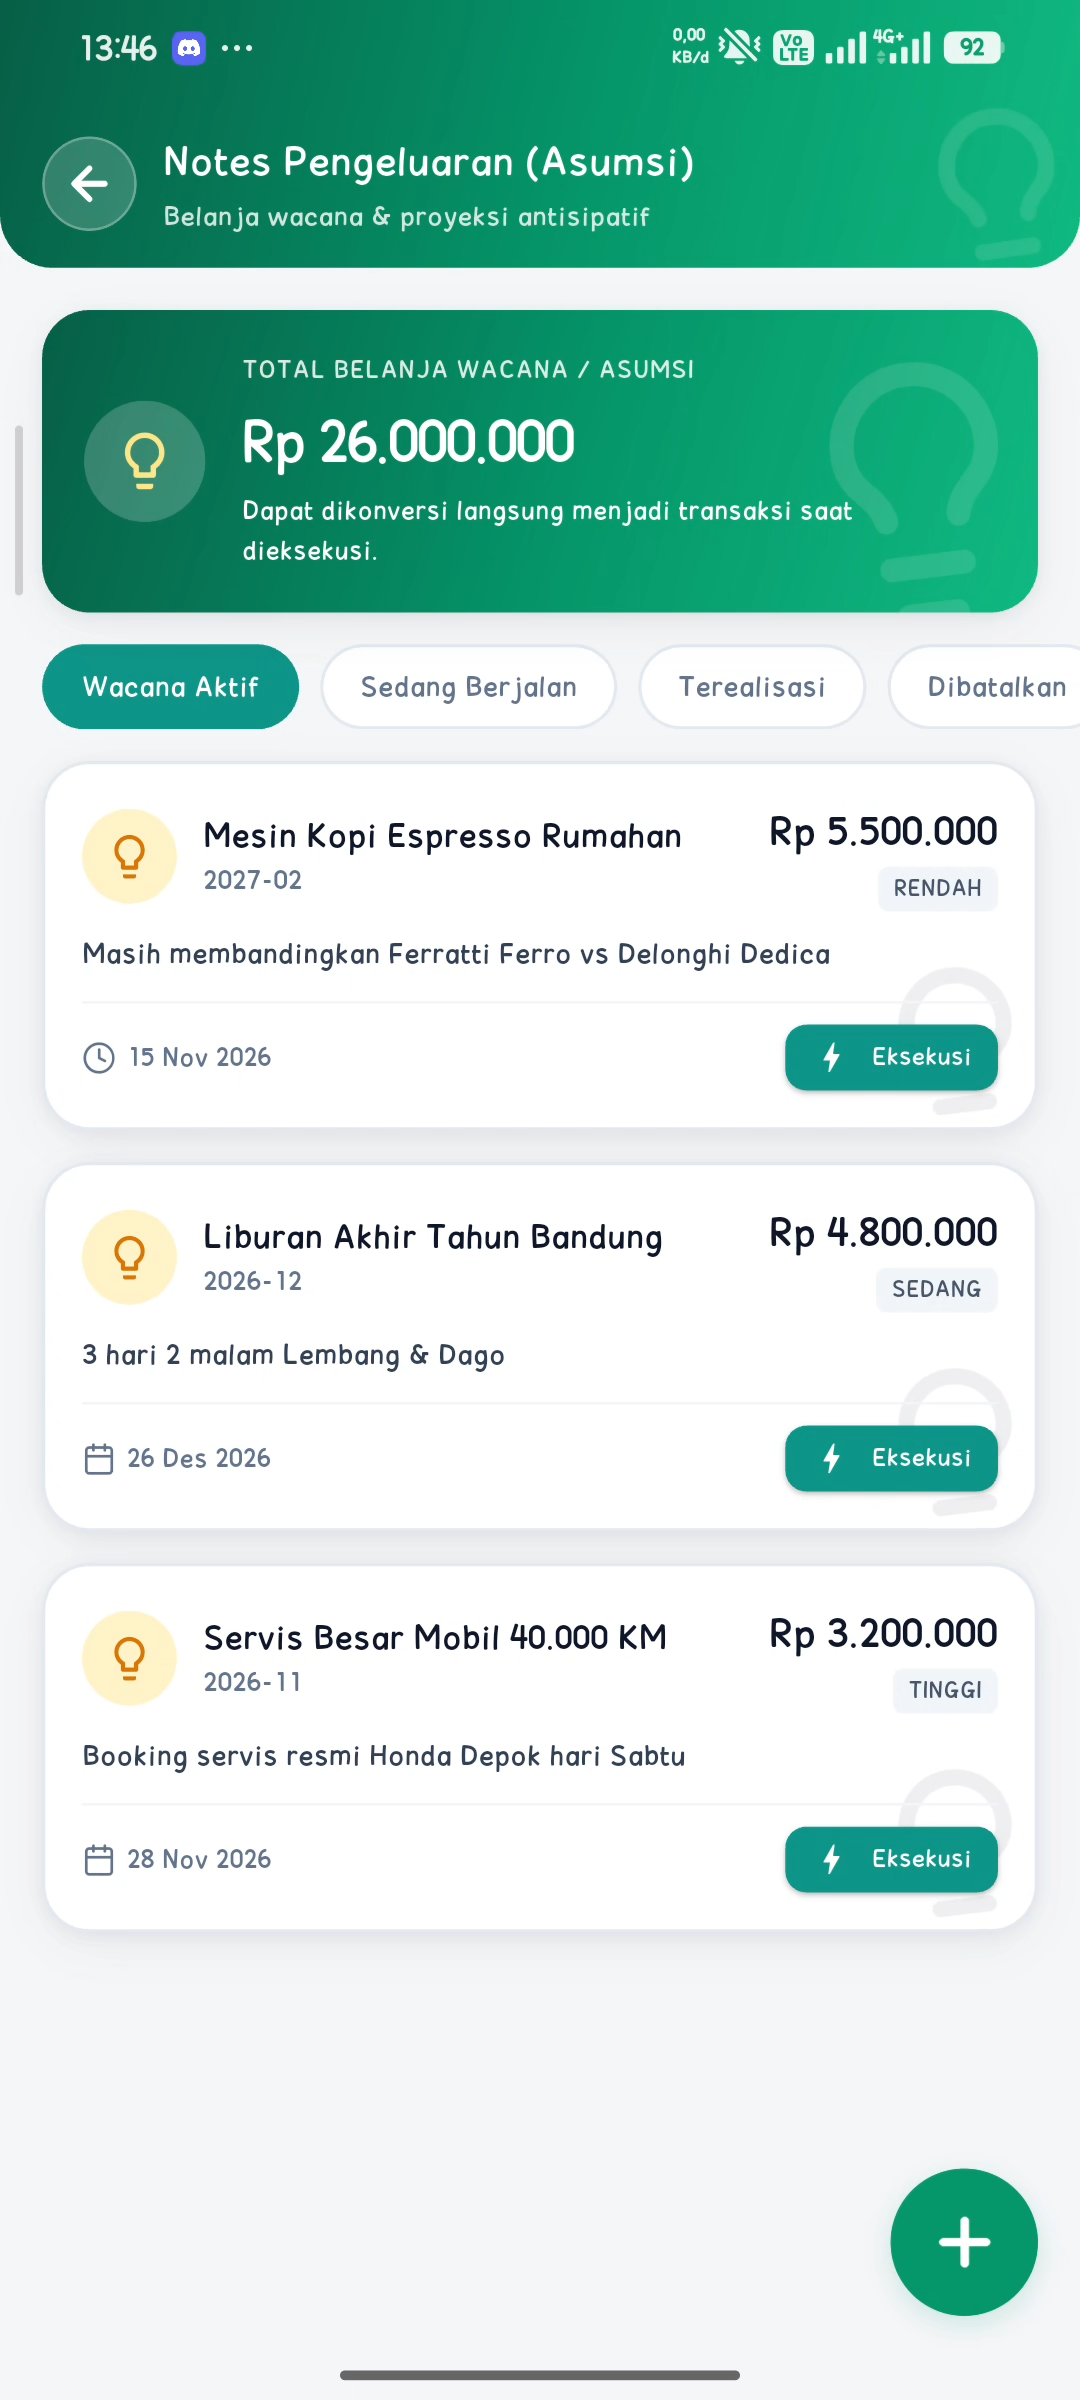 13:46
0,00
KB/d
Vo
LTE
4G+
92
Notes Pengeluaran (Asumsi)
Belanja wacana & proyeksi antisipatif
TOTAL BELANJA WACANA / ASUMSI
Rp 26.000.000
Dapat dikonversi langsung menjadi transaksi saat
dieksekusi.
Wacana Aktif
Sedang Berjalan
Terealisasi
Dibatalkan
Mesin Kopi Espresso Rumahan
Rp 5.500.000
2027-02
RENDAH
Masih membandingkan Ferratti Ferro vs Delonghi Dedica
15 Nov 2026
Eksekusi
Liburan Akhir Tahun Bandung
Rp 4.800.000
2026-12
SEDANG
3 hari 2 malam Lembang & Dago
26 Des 2026
Eksekusi
Servis Besar Mobil 40.000 KM
Rp 3.200.000
2026-11
TINGGI
Booking servis resmi Honda Depok hari Sabtu
28 Nov 2026
Eksekusi